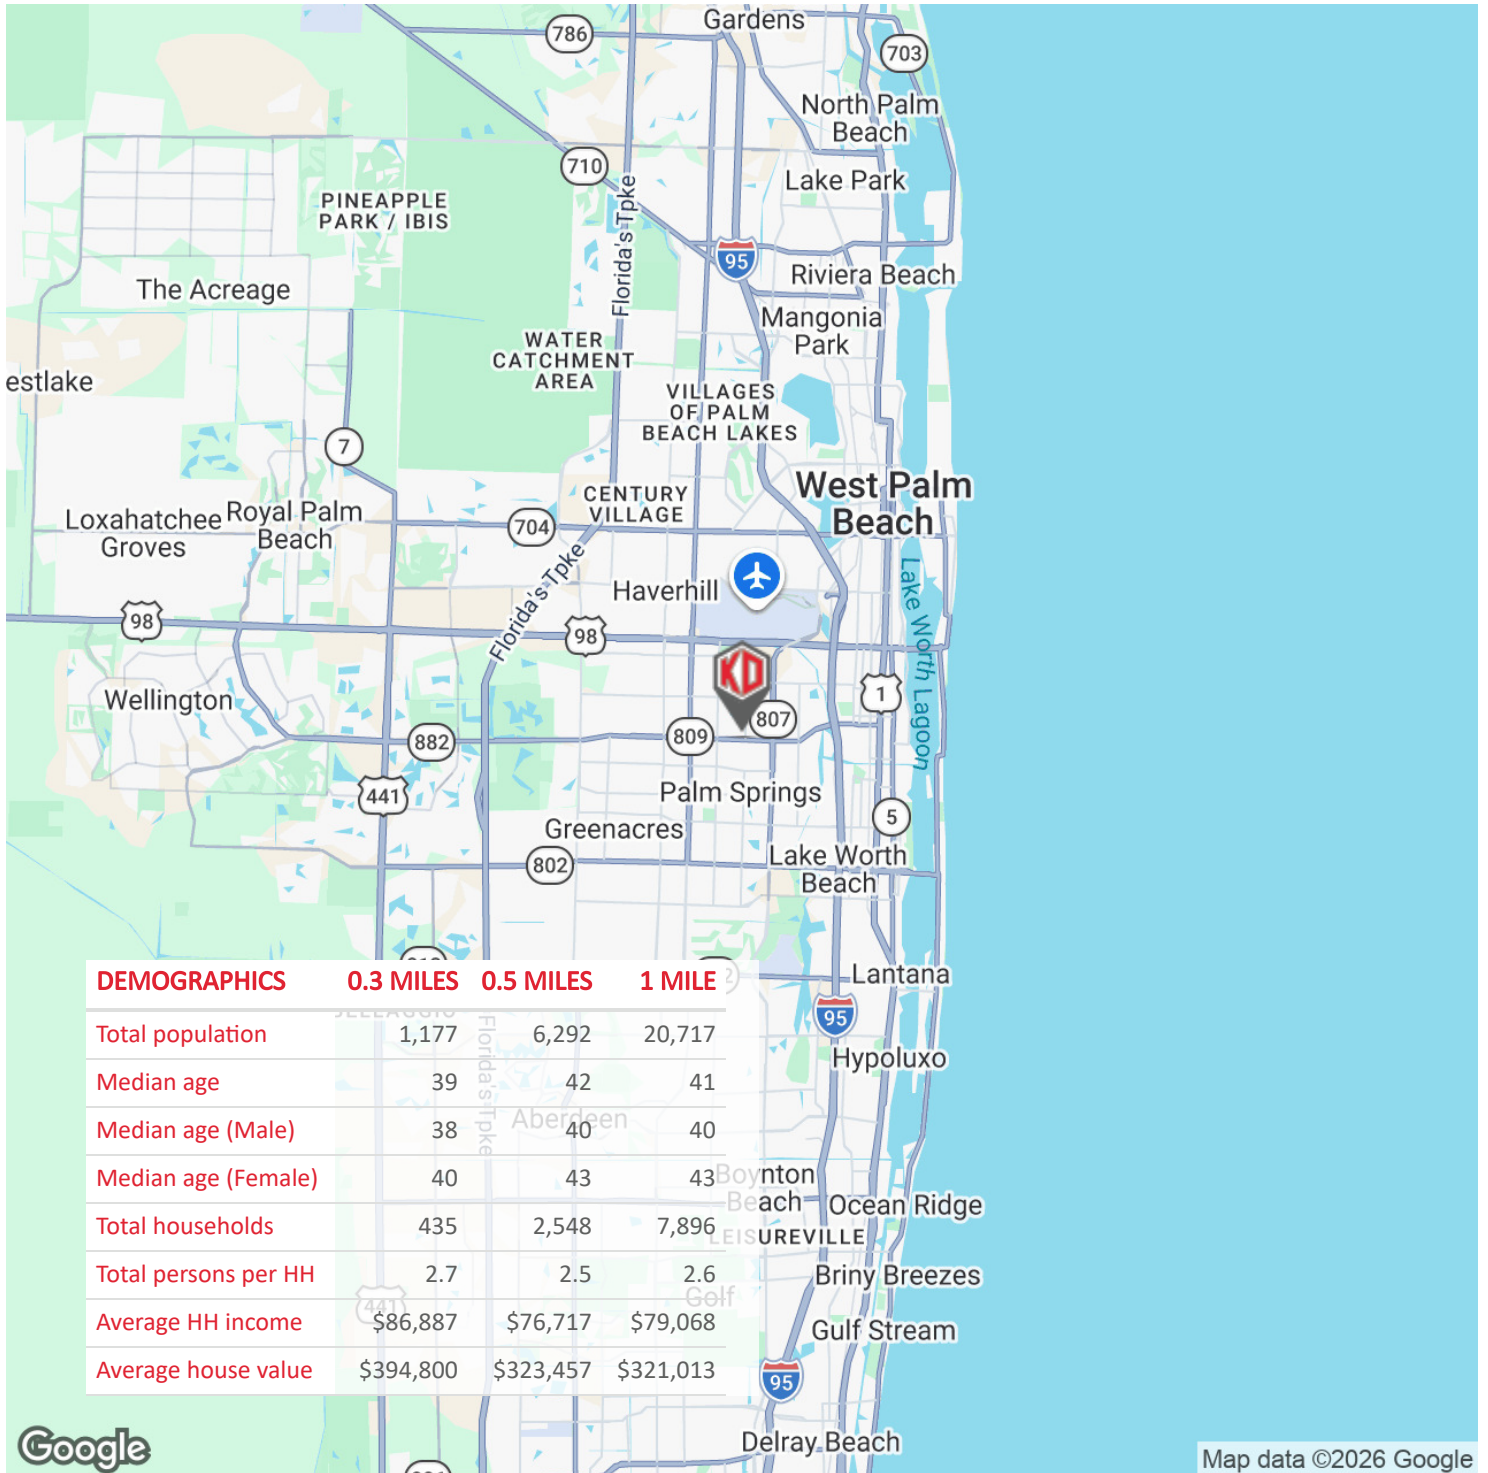 Gardens
786
703
North Palm
Beach
710
Lake Park
PINEAPPLE
PARK / IBIS
Florida's Tpke
95
Riviera Beach
The Acreage
Mangonia
Park
WATER
CATCHMENT
AREA
estlake
VILLAGES
OF PALM
BEACH LAKES
7
West Palm
Beach
CENTURY
VILLAGE
Loxahatchee
Groves
Royal Palm
Beach
704
Florida's Tpke
Haverhill
Lake Worth Lagoon
98
98
KD
Wellington
1
807
809
882
441
Palm Springs
5
Greenacres
802
Lake Worth
Beach
Lantana
DEMOGRAPHICS 0.3 MILES 0.5 MILES 1 MILE
95
Total population 1,177 6,292 20,717
Florida's Tpke
Hypoluxo
Median age 39 42 41
Aberdeen
Median age (Male) 38 40 40
Median age (Female) 40 43 43
Boynton
Beach
Ocean Ridge
Total households 435 2,548 7,896
LEISUREVILLE
Total persons per HH 2.7 2.5 2.6
Briny Breezes
Golf
441
Average HH income $86,887 $76,717 $79,068
Gulf Stream
Average house value $394,800 $323,457 $321,013
95
Delray Beach
Google
Map data ©2026 Google